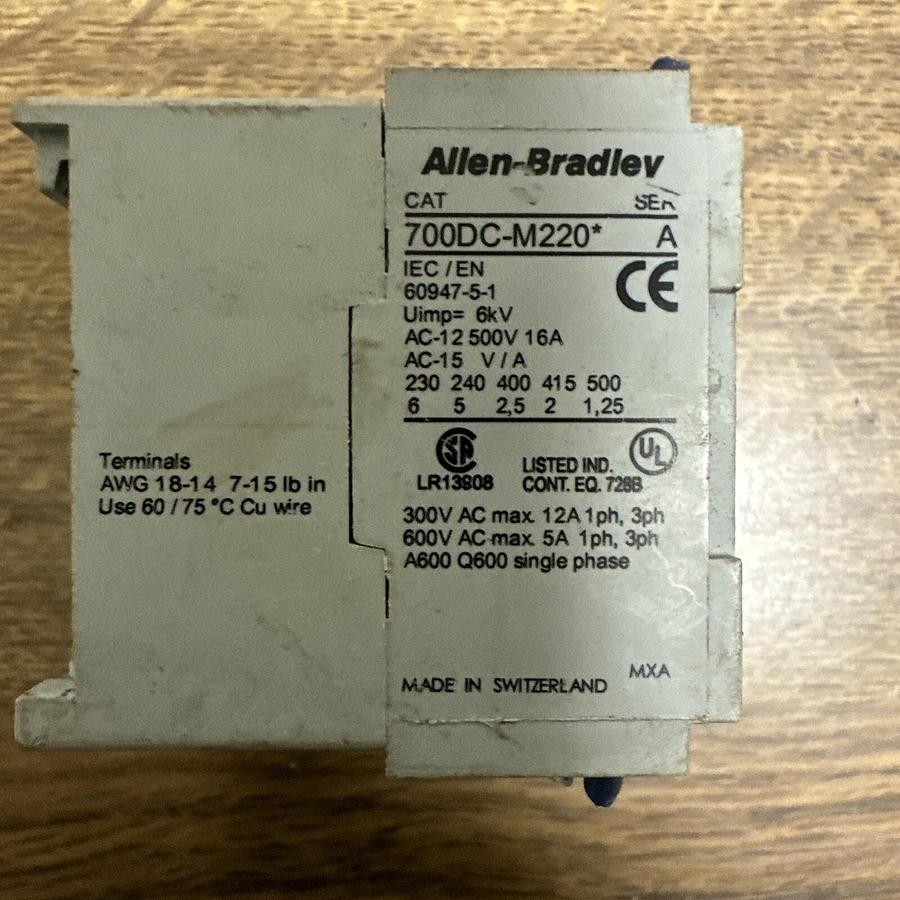 Allen-Bradley
CAT SER
700DC-M220* A
IEC / EN
60947-5-1
Uimp= 6kV
CE
AC-12 500V 16A
AC-15 V / A
230 240 400 415 500
6 5 2,5 2 1,25
SA UL
LR13908 LISTED IND.
CONT. EQ. 728B
300V AC max. 12A 1ph, 3ph
600V AC max. 5A 1ph, 3ph
A600 Q600 single phase
MXA
MADE IN SWITZERLAND
Terminals
AWG 18-14 7-15 lb in
Use 60 / 75 °C Cu wire